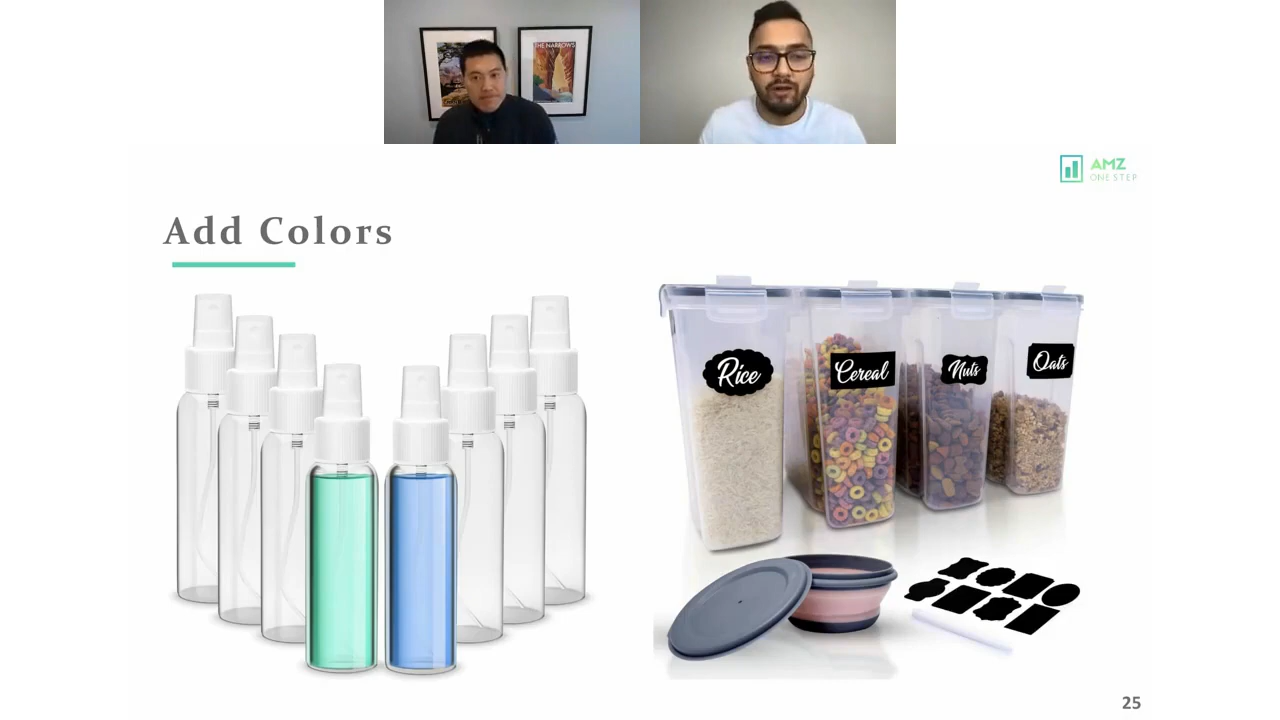 THE NARROWS
AMZ
ONE STEP
Add Colors
Rice
Cereal
Nuts
Oats
25